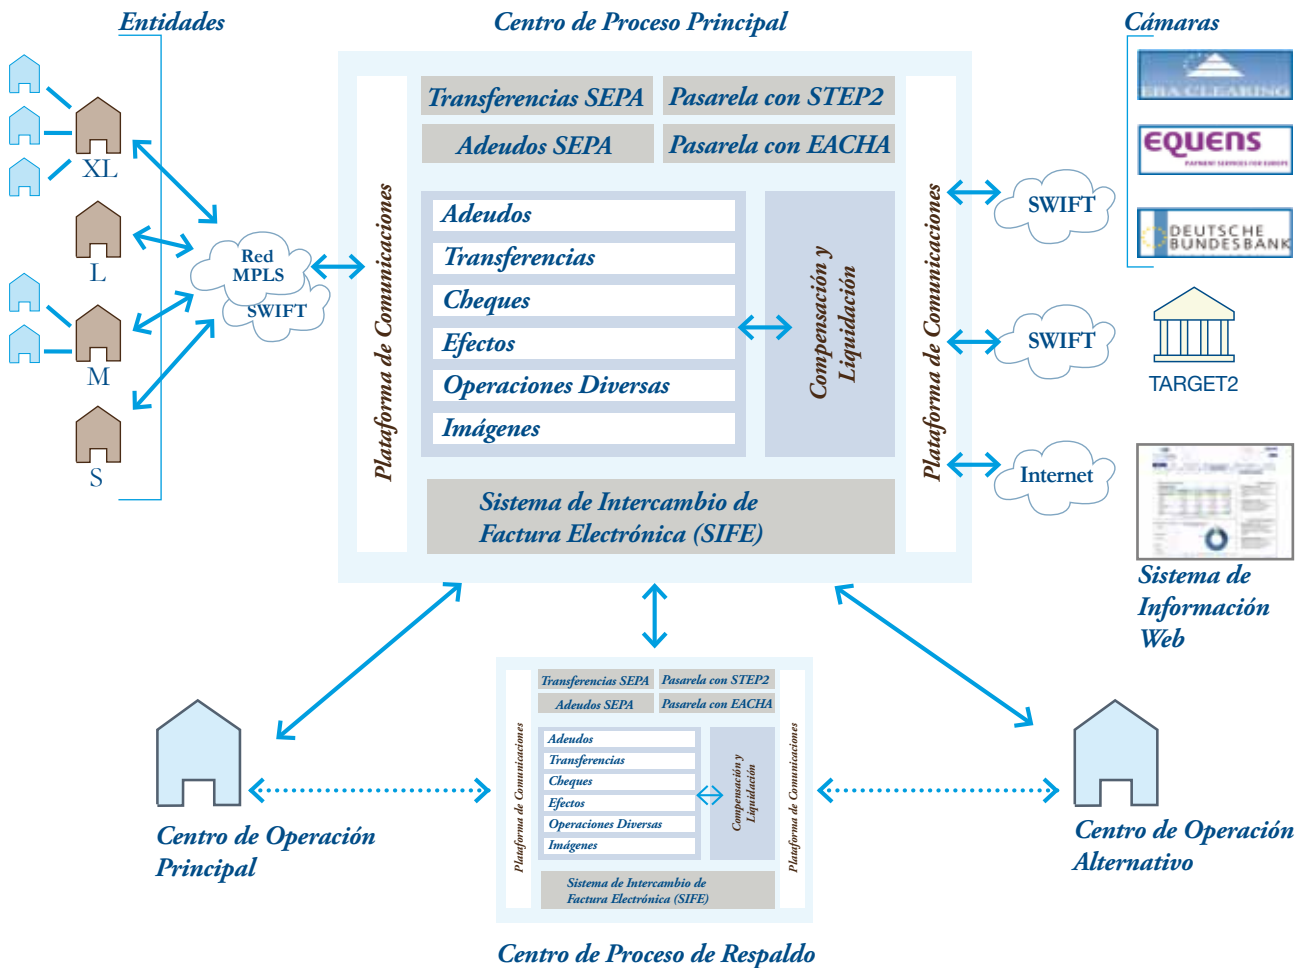 Entidades
Centro de Proceso Principal
Cámaras
XL
L
M
S
Red
MPLS
SWIFT
Plataforma de Comunicaciones
Transferencias SEPA
Pasarela con STEP2
Adeudos SEPA
Pasarela con EACHA
Adeudos
Transferencias
Cheques
Efectos
Operaciones Diversas
Imágenes
Compensación y
Liquidación
Sistema de Intercambio de
Factura Electrónica (SIFE)
Plataforma de Comunicaciones
SWIFT
SWIFT
Internet
EBA CLEARING
EQUENS
PAYMENT SERVICES FOR EUROPE
DEUTSCHE
BUNDESBANK
TARGET2
Sistema de
Información
Web
Centro de Operación
Principal
Plataforma de Comunicaciones
Transferencias SEPA
Pasarela con STEP2
Adeudos SEPA
Pasarela con EACHA
Adeudos
Transferencias
Cheques
Efectos
Operaciones Diversas
Imágenes
Compensación y
Liquidación
Sistema de Intercambio de
Factura Electrónica (SIFE)
Plataforma de Comunicaciones
Centro de Operación
Alternativo
Centro de Proceso de Respaldo